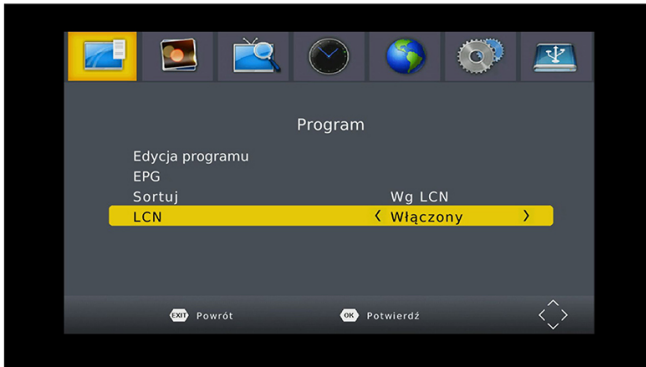 Program
Edycja programu
EPG
Sortuj Wg LCN
LCN Włączony
EXIT Powrót OK Potwierdź